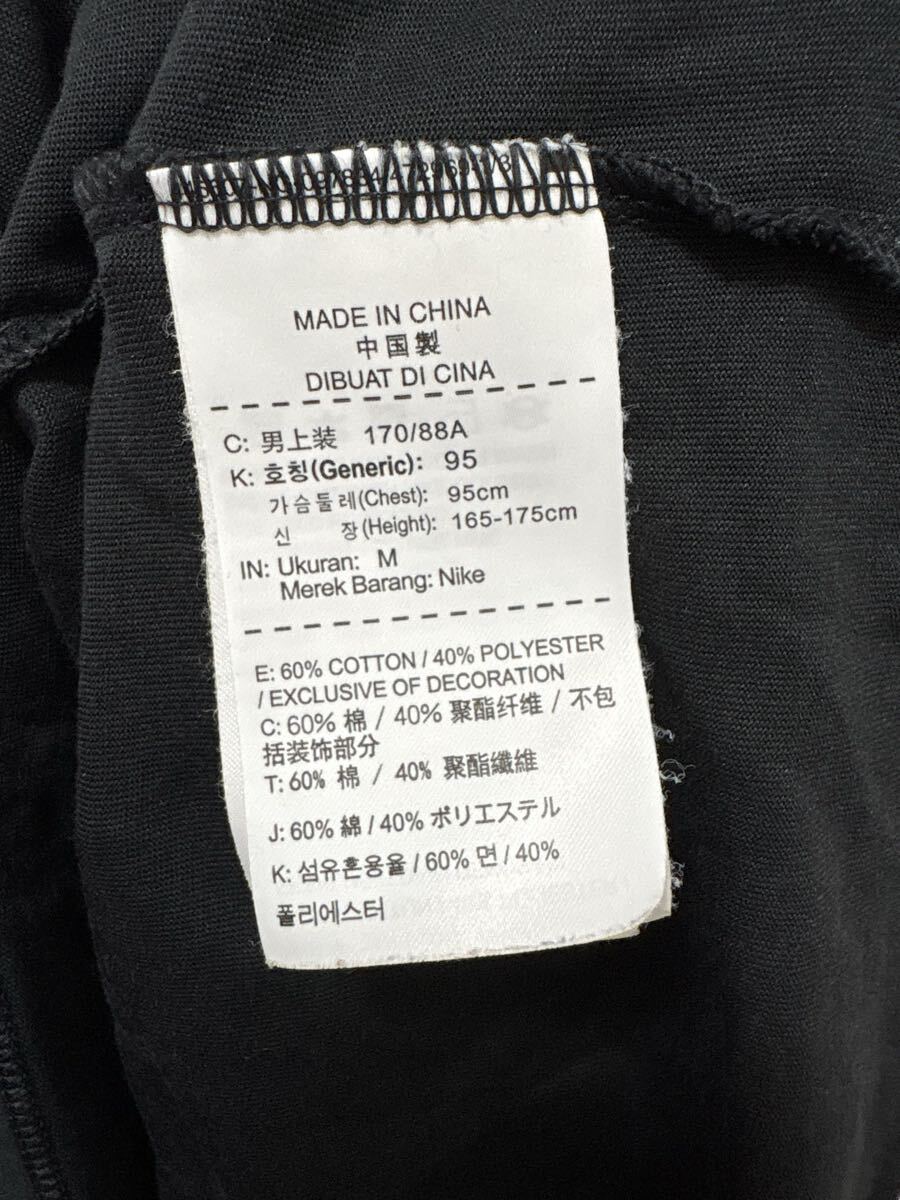 MADE IN CHINA
中国製
DIBUAT DI CINA
C: 男上装 170/88A
K: 호칭(Generic): 95
가슴둘레(Chest): 95cm
신 장(Height): 165-175cm
IN: Ukuran: M
Merek Barang: Nike
E: 60% COTTON / 40% POLYESTER
/ EXCLUSIVE OF DECORATION
C: 60% 棉 / 40% 聚酯纤维 / 不包
括装饰部分
T: 60% 棉 / 40% 聚酯纖維
J: 60% 綿 / 40% ポリエステル
K: 섬유혼용율 / 60% 면 / 40%
폴리에스터